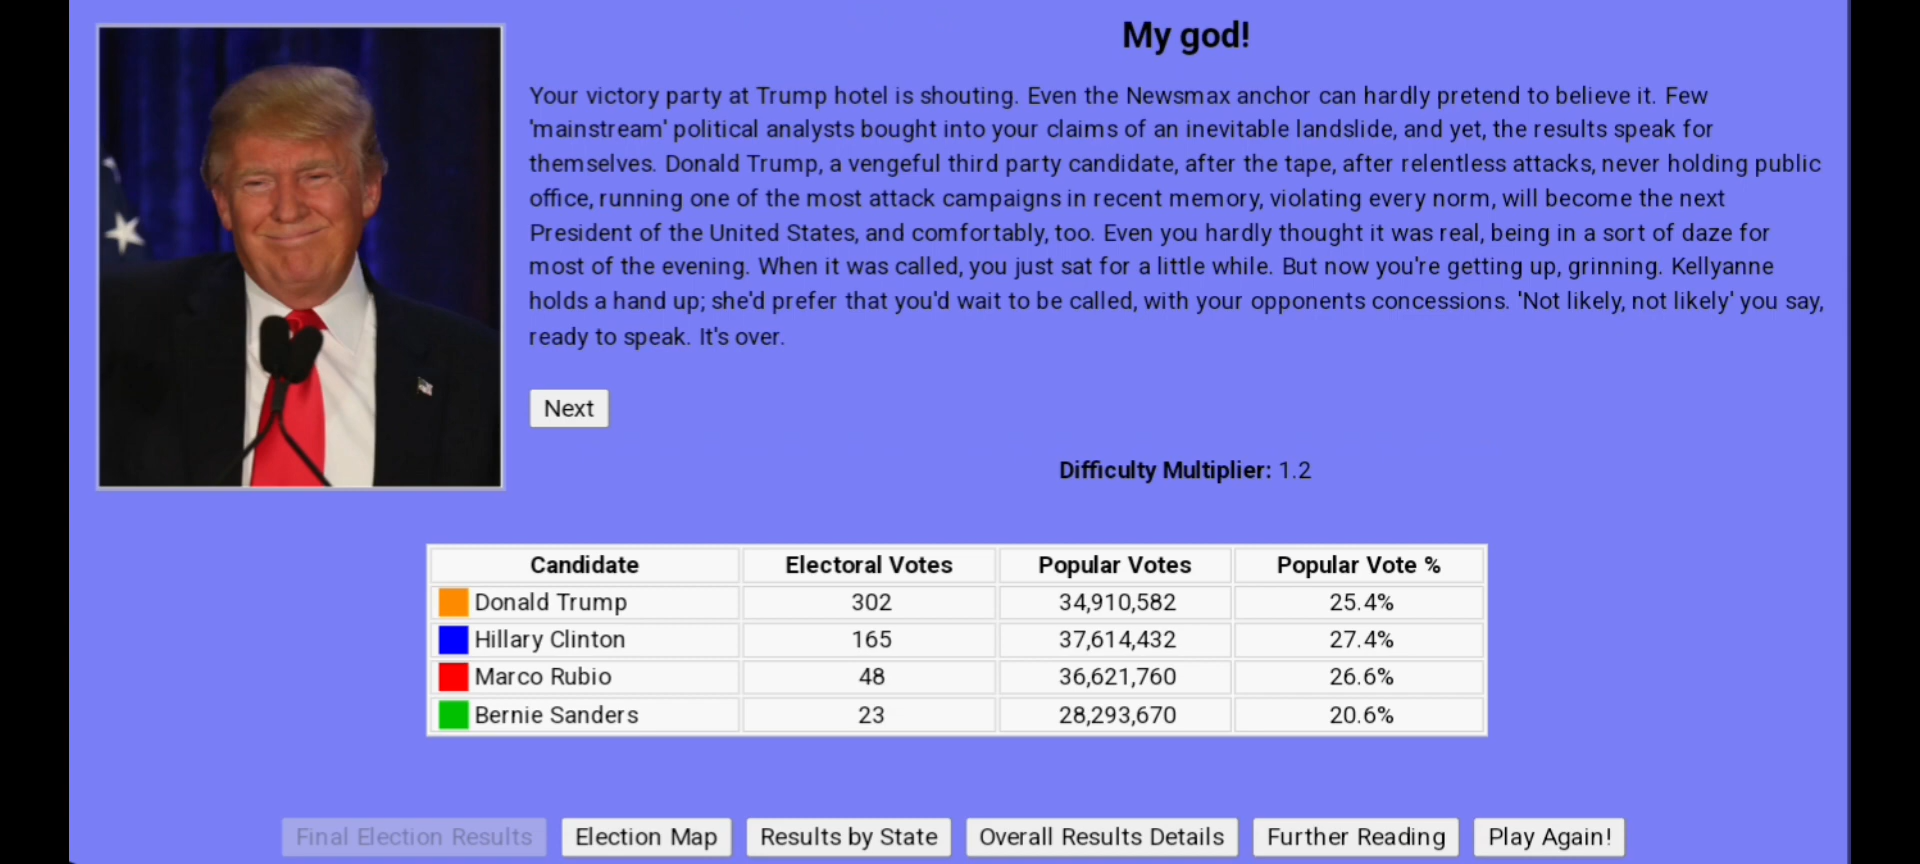 My god!
Your victory party at Trump hotel is shouting. Even the Newsmax anchor can hardly pretend to believe it. Few
'mainstream' political analysts bought into your claims of an inevitable landslide, and yet, the results speak for
themselves. Donald Trump, a vengeful third party candidate, after the tape, after relentless attacks, never holding public
office, running one of the most attack campaigns in recent memory, violating every norm, will become the next
President of the United States, and comfortably, too. Even you hardly thought it was real, being in a sort of daze for
most of the evening. When it was called, you just sat for a little while. But now you're getting up, grinning. Kellyanne
holds a hand up; she'd prefer that you'd wait to be called, with your opponents concessions. 'Not likely, not likely' you say,
ready to speak. It's over.
Next
Difficulty Multiplier: 1.2
Candidate Electoral Votes Popular Votes Popular Vote %
Donald Trump 302 34,910,582 25.4%
Hillary Clinton 165 37,614,432 27.4%
Marco Rubio 48 36,621,760 26.6%
Bernie Sanders 23 28,293,670 20.6%
Final Election Results Election Map Results by State Overall Results Details Further Reading Play Again!